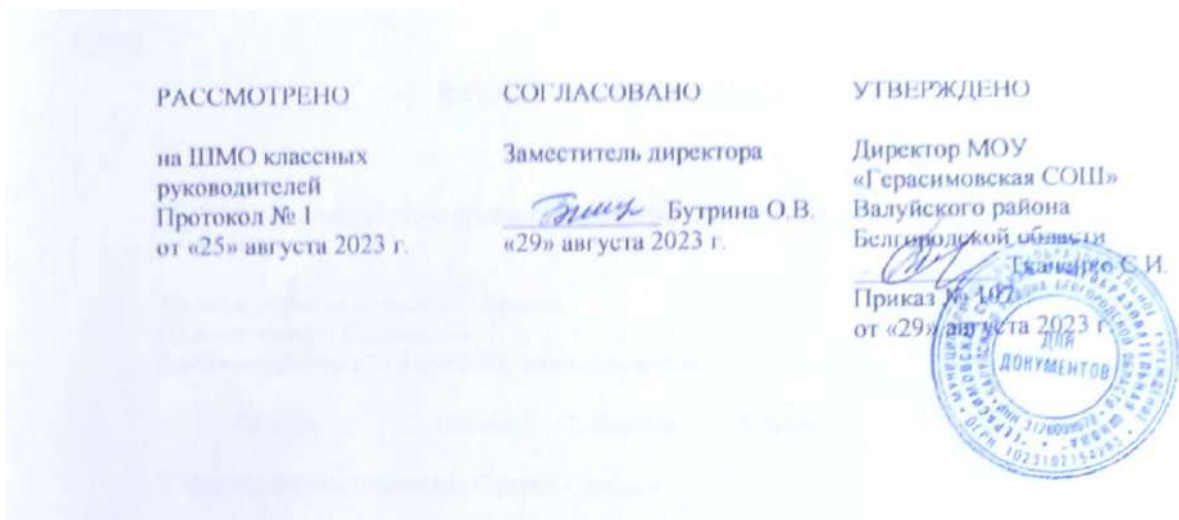 РАССМОТРЕНО
на ШМО классных
руководителей
Протокол № 1
от «25» августа 2023 г.
СОГЛАСОВАНО
Заместитель директора
Бутрина О.В.
«29» августа 2023 г.
УТВЕРЖДЕНО
Директор МОУ
«Герасимовская СОШ»
Валуйского района
Белгородской области
Ткаченко С.И.
Приказ № 107
от «29» августа 2023 г.
ДЛЯ
ДОКУМЕНТОВ